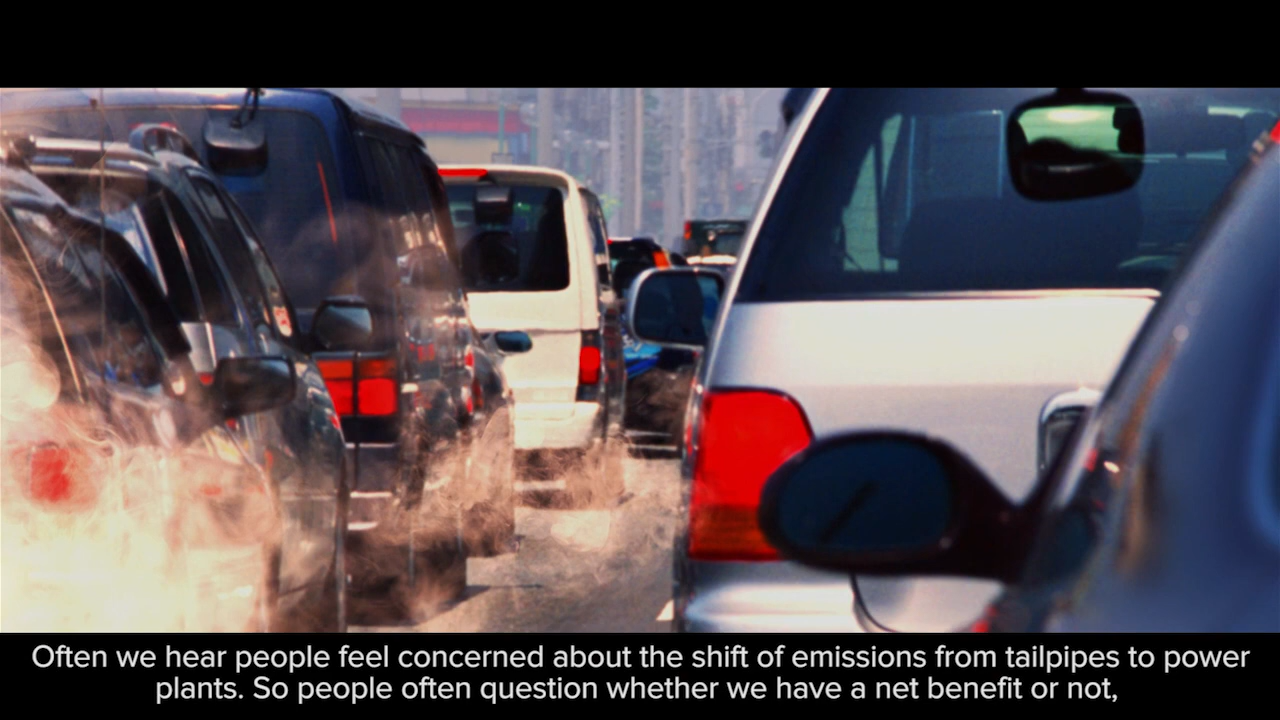 Often we hear people feel concerned about the shift of emissions from tailpipes to power
plants. So people often question whether we have a net benefit or not,